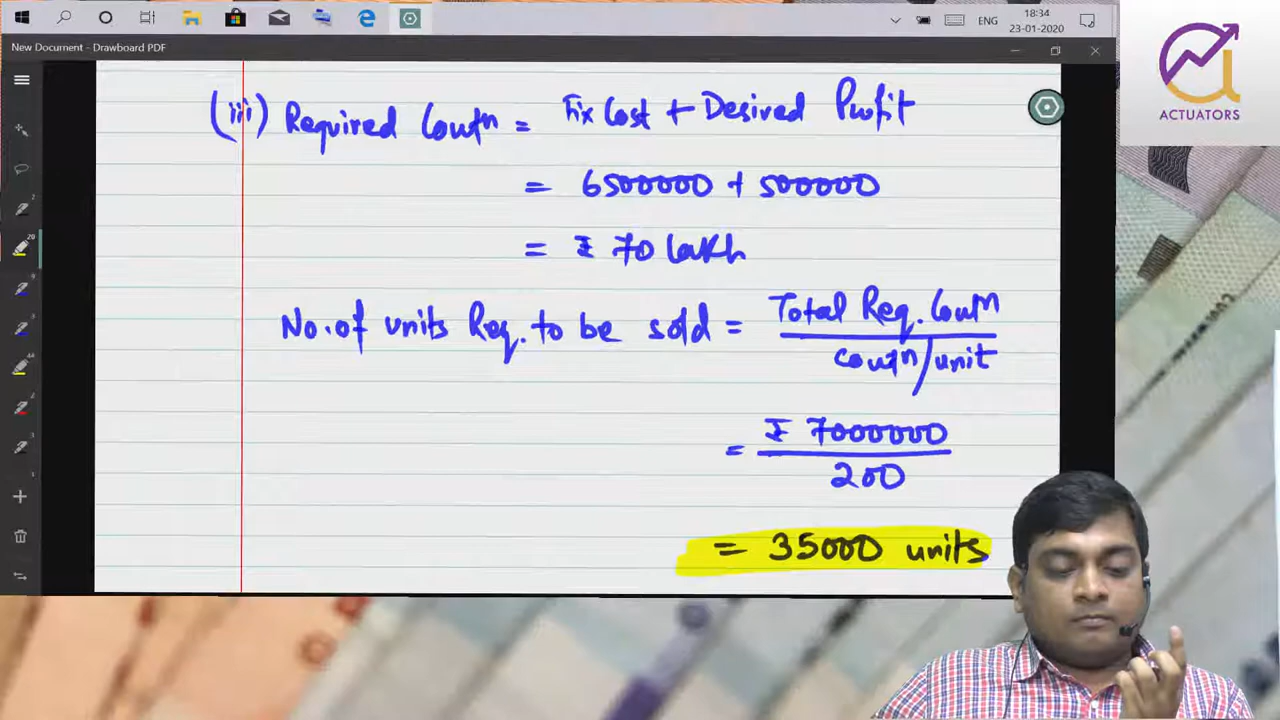 18:34
ENG
23-01-2020
New Document - Drawboard PDF
ACTUATORS
(iii) Required Contn = Fix Cost + Desired Profit
= 6500000 + 500000
= ₹ 70 lakh
No. of units Req. to be sold = Total Req. Contn
contn/unit
= ₹ 7000000
200
= 35000 units